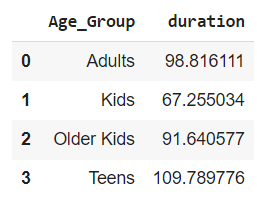 Age_Group duration
0 Adults 98.816111
1 Kids 67.255034
2 Older Kids 91.640577
3 Teens 109.789776